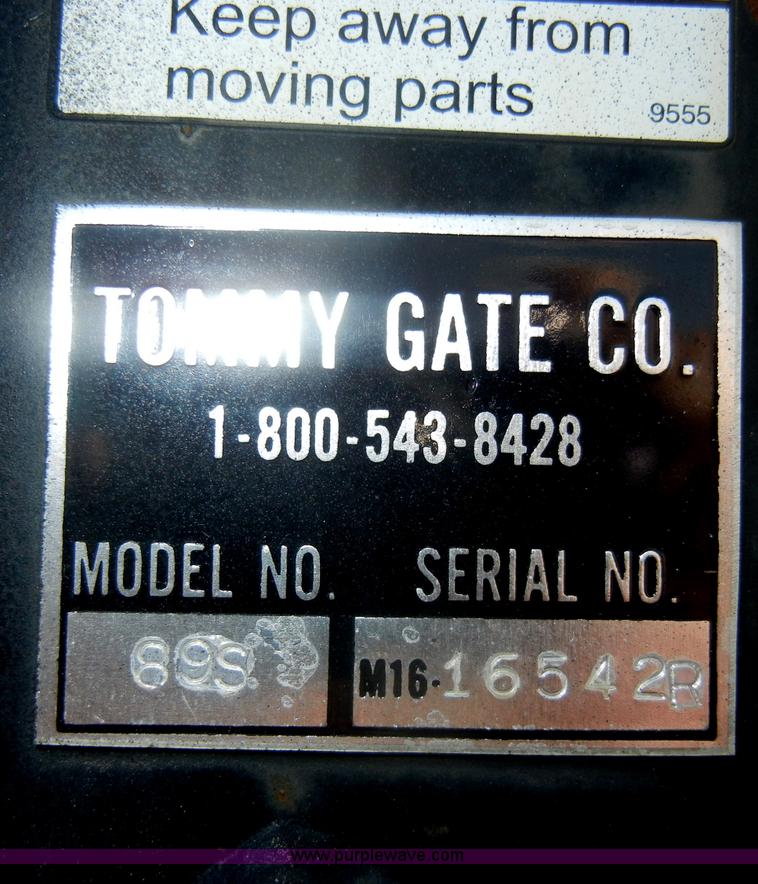 Keep away from
moving parts
9555
TOMMY GATE CO.
1-800-543-8428
MODEL NO. SERIAL NO.
89S M16-16542R
www.purplewave.com